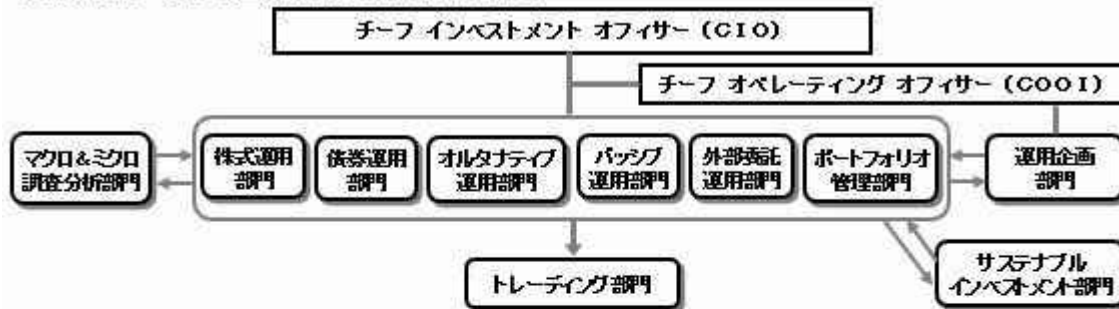 チーフ インベストメント オフィサー (CIO)
チーフ オペレーティング オフィサー (COOI)
マクロ&ミクロ
調査分析部門
株式運用
部門
債券運用
部門
オルタナティブ
運用部門
パッシブ
運用部門
外部委託
運用部門
ポートフォリオ
管理部門
運用企画
部門
トレーディング部門
サステナブル
インベストメント部門